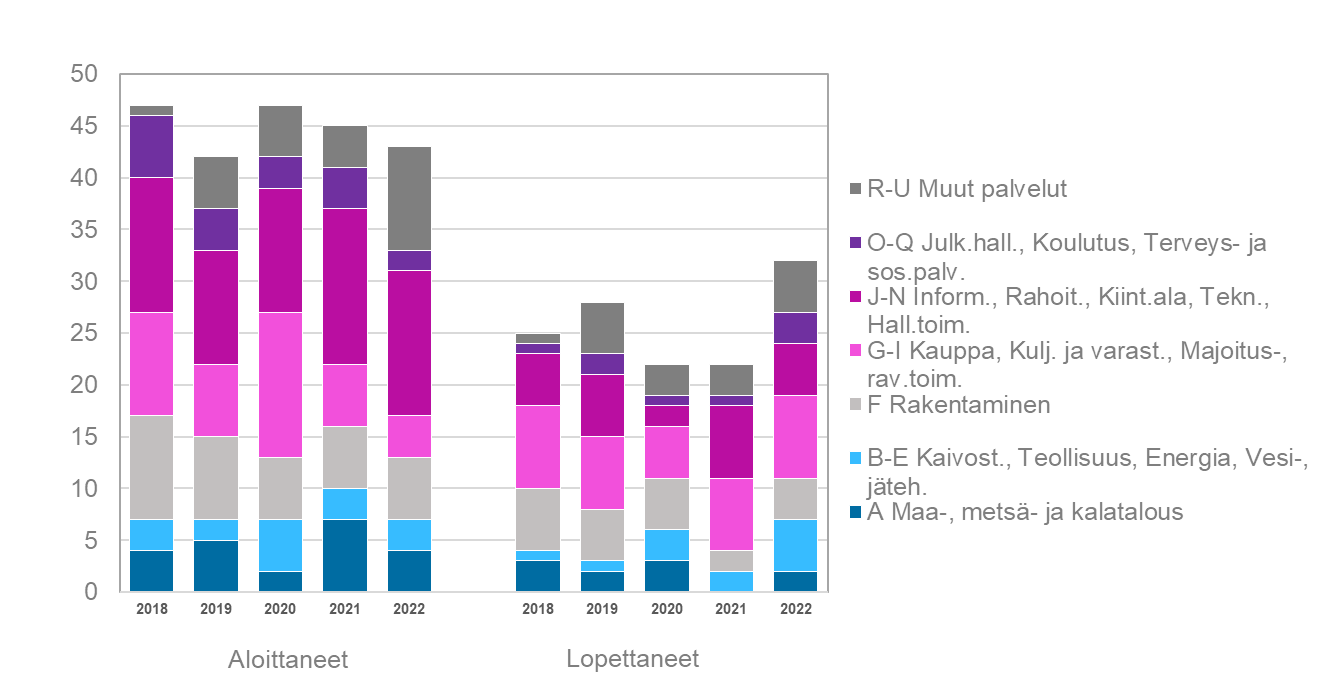 50
45
40
35
30
25
20
15
10
5
0
2018 2019 2020 2021 2022 2018 2019 2020 2021 2022
Aloittaneet Lopettaneet
R-U Muut palvelut
O-Q Julk.hall., Koulutus, Terveys- ja
sos.palv.
J-N Inform., Rahoit., Kiint.ala, Tekn.,
Hall.toim.
G-I Kauppa, Kulj. ja varast., Majoitus-,
rav.toim.
F Rakentaminen
B-E Kaivost., Teollisuus, Energia, Vesi-,
jäteh.
A Maa-, metsä- ja kalatalous